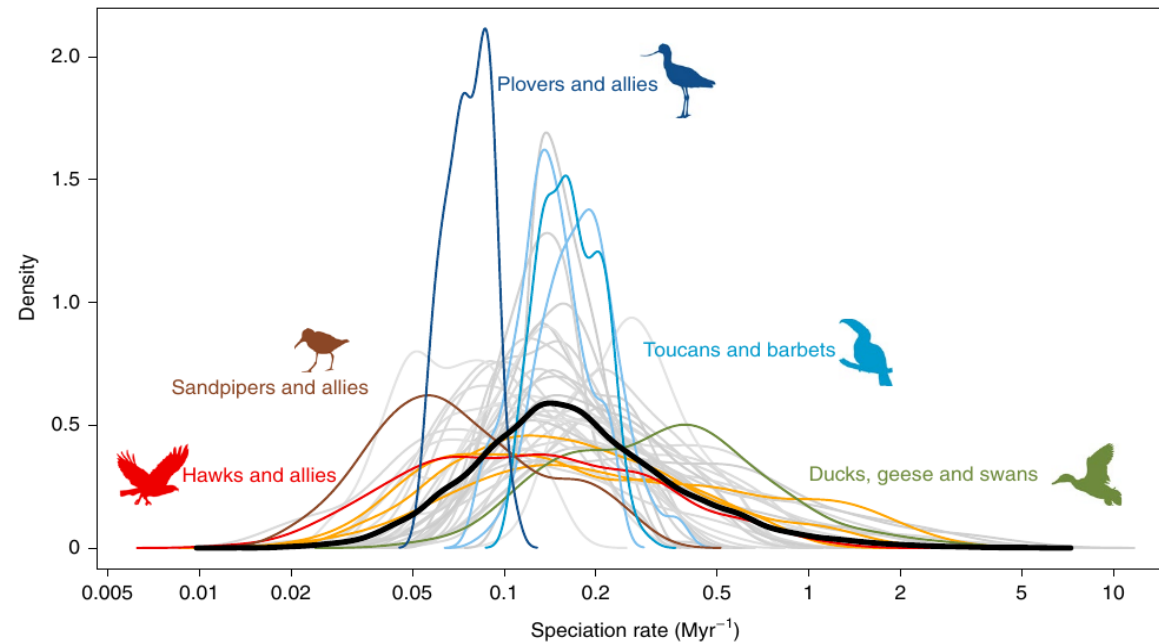 2.0
Plovers and allies
1.5
Density
1.0
Toucans and barbets
Sandpipers and allies
0.5
Hawks and allies
Ducks, geese and swans
0
0.005 0.01 0.02 0.05 0.1 0.2 0.5 1 2 5 10
Speciation rate (Myr⁻¹)